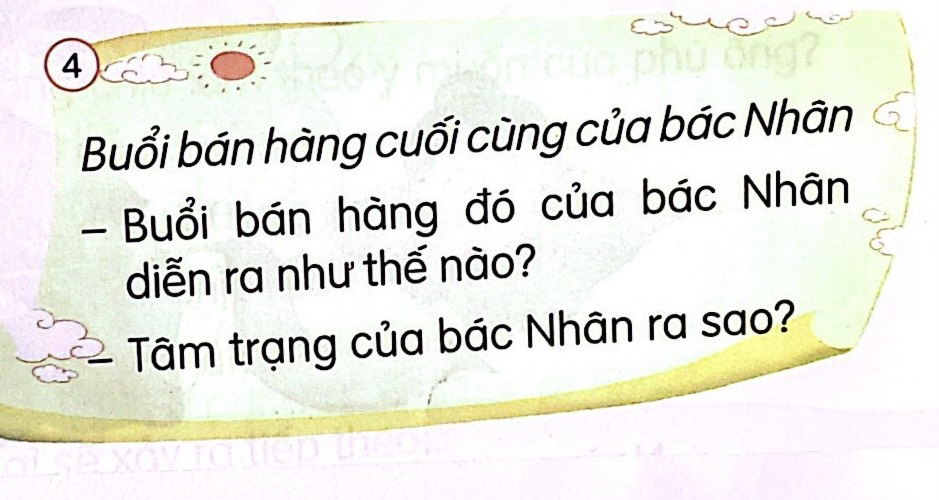 4
Buổi bán hàng cuối cùng của bác Nhân
– Buổi bán hàng đó của bác Nhân
diễn ra như thế nào?
– Tâm trạng của bác Nhân ra sao?